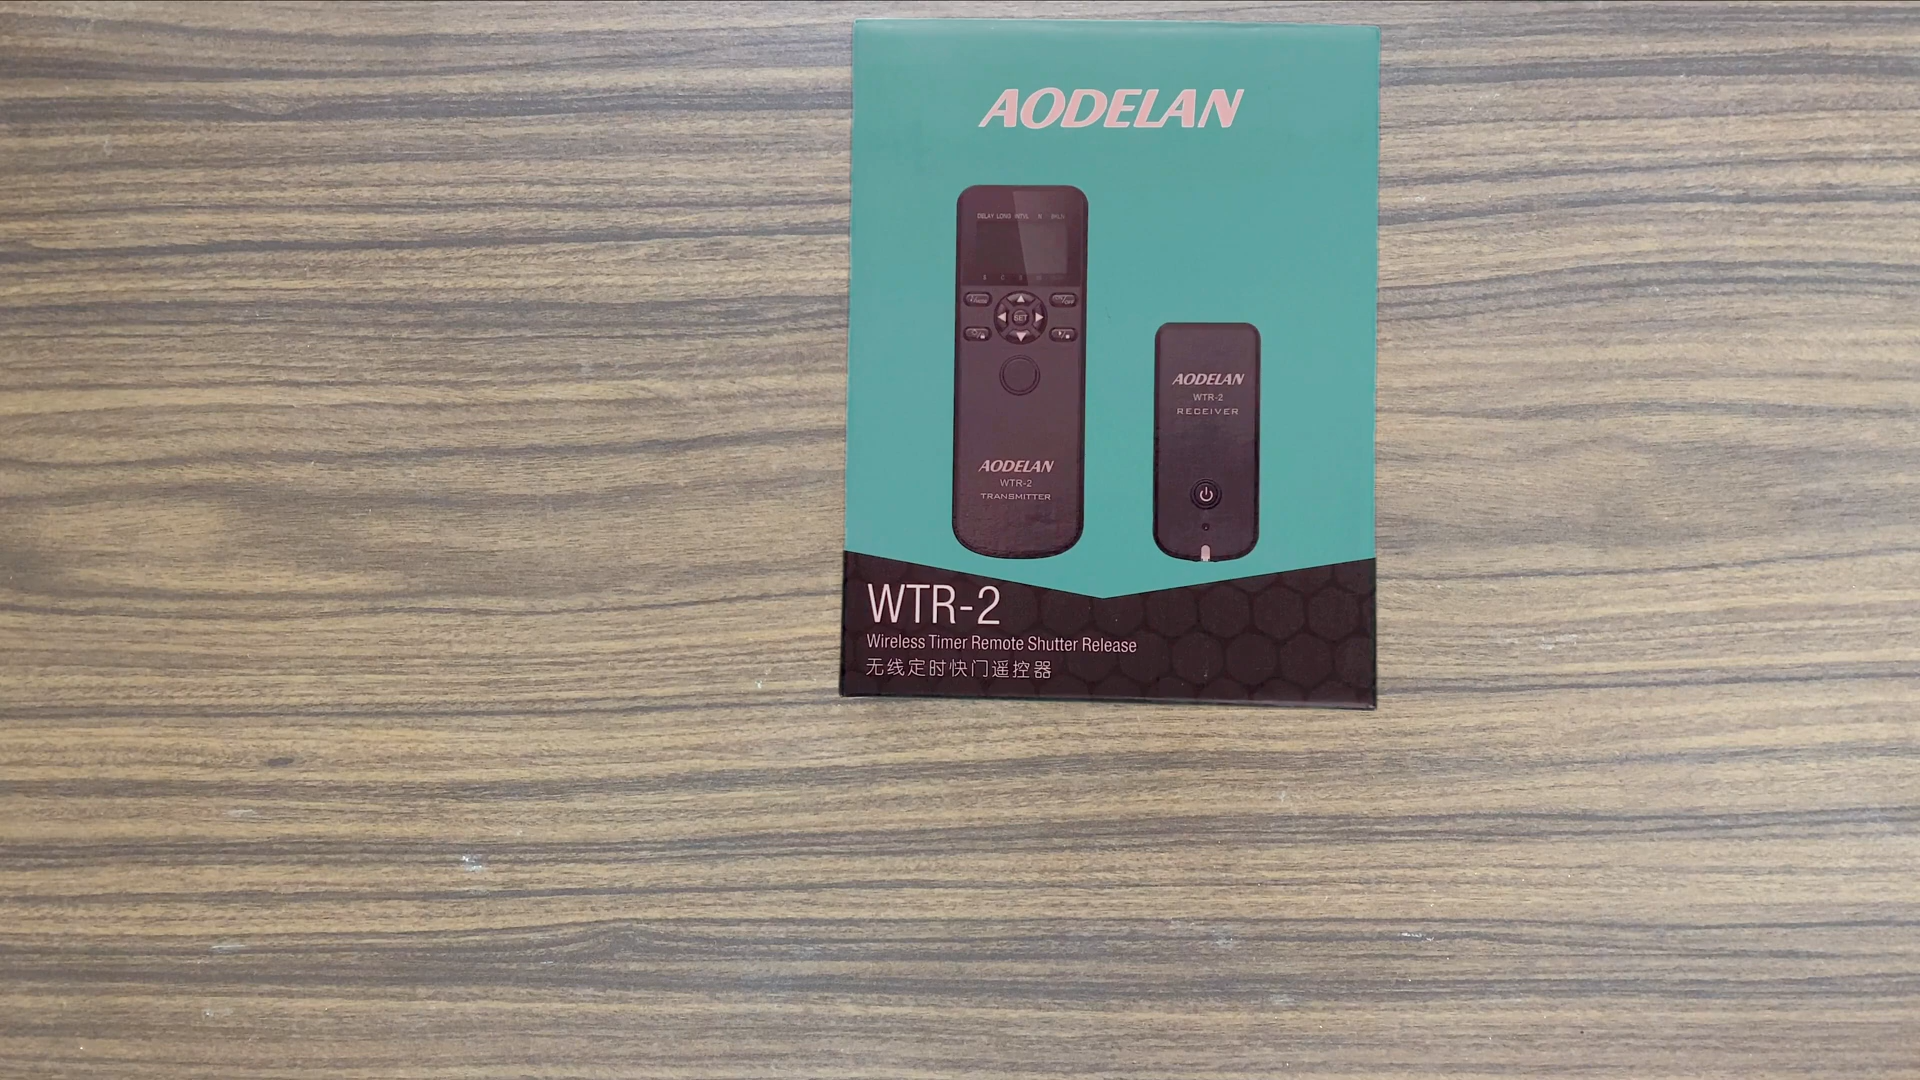 AODELAN
DELAY LONG INTVL N
SET
AODELAN
WTR-2
RECEIVER
AODELAN
WTR-2
TRANSMITTER
WTR-2
Wireless Timer Remote Shutter Release
无线定时快门遥控器